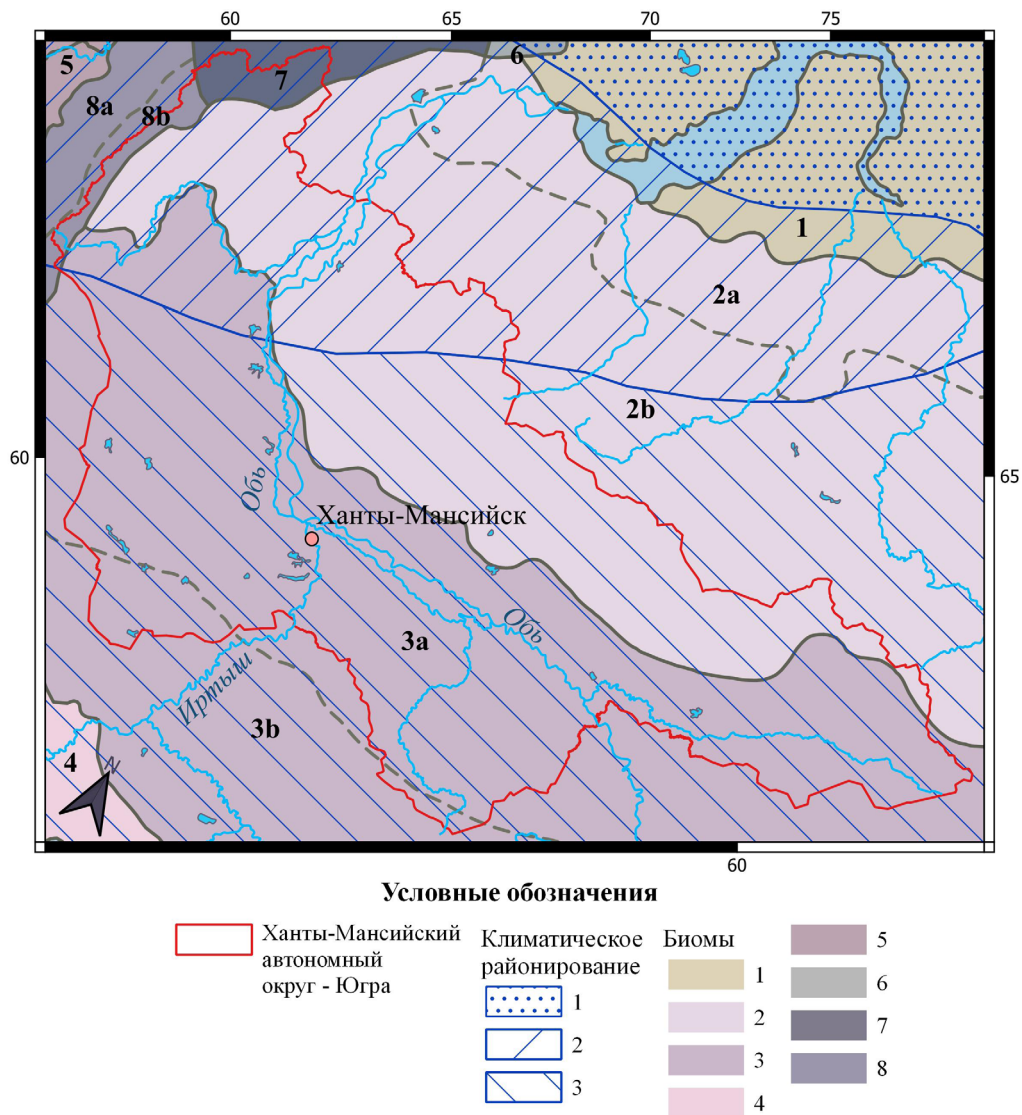 60 65 70 75
5
6
7
8a
8b
1
2a
2b
60
65
Обь
Ханты-Мансийск
Обь
3a
Иртыш
3b
4
N
60
Условные обозначения
Ханты-Мансийский
автономный
округ - Югра
Климатическое
районирование
1
2
3
Биомы
1
2
3
4
5
6
7
8